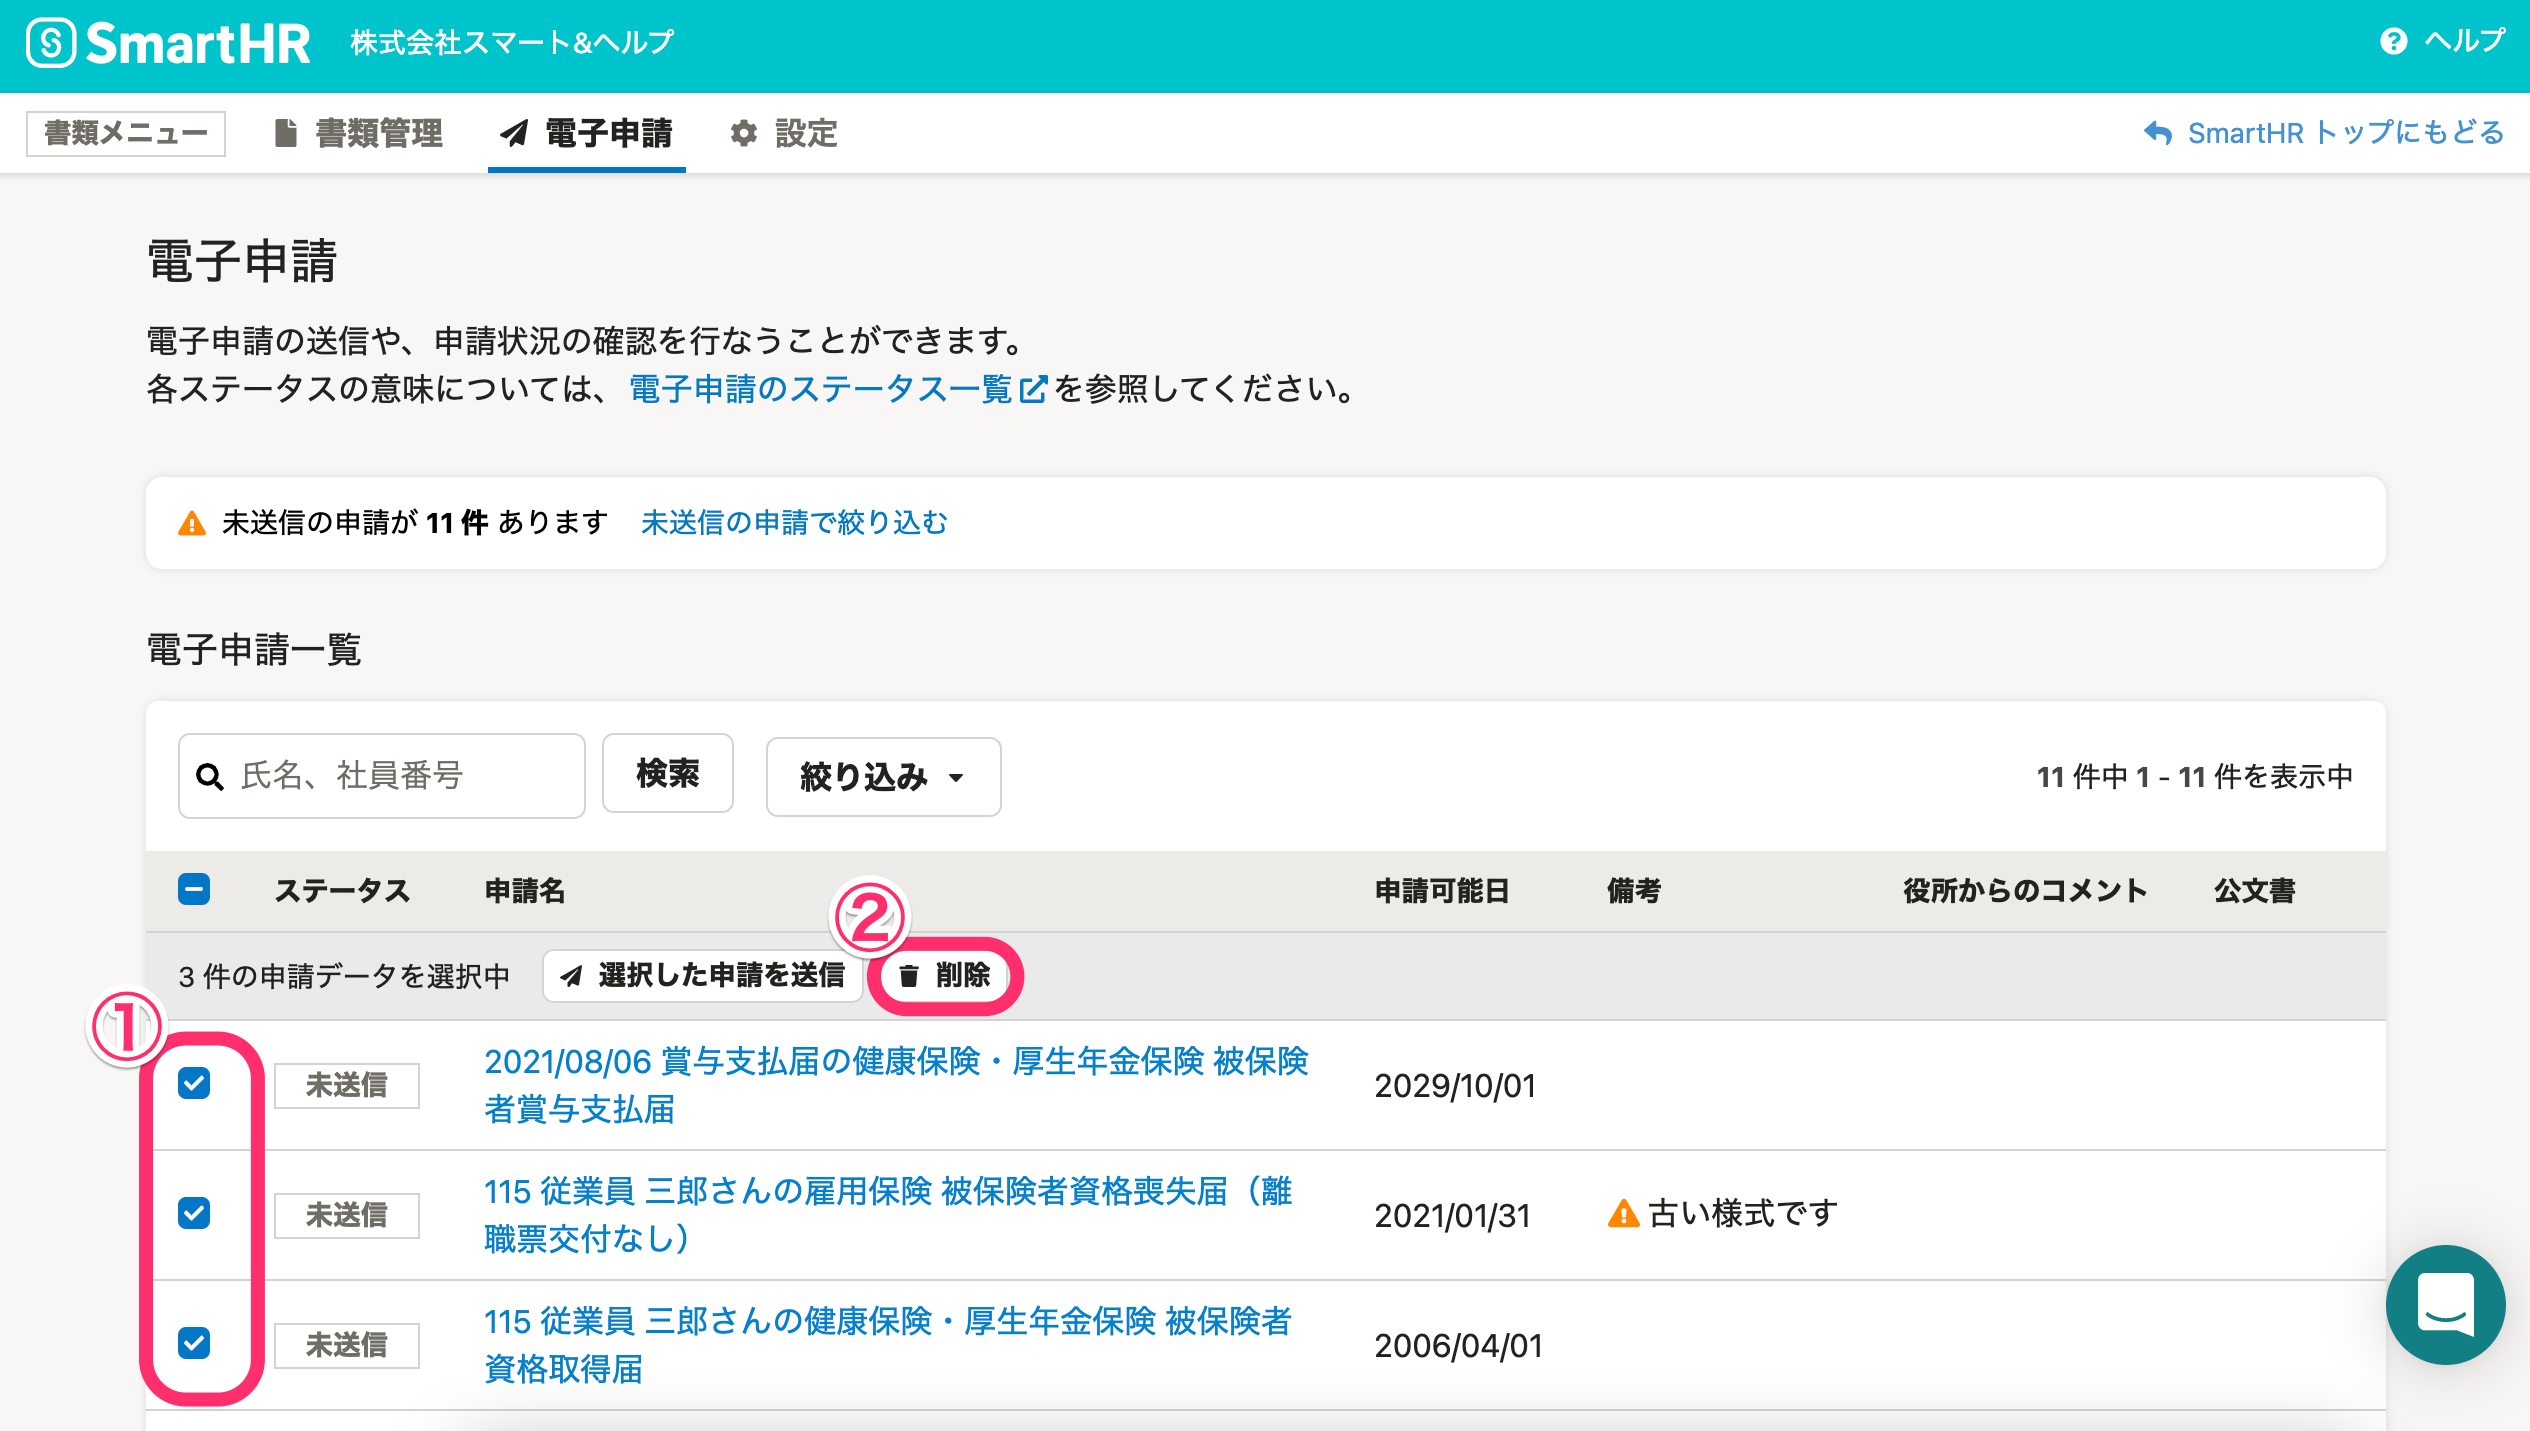 SmartHR 株式会社スマート&ヘルプ ヘルプ
書類メニュー 書類管理 電子申請 設定 SmartHR トップにもどる
電子申請
電子申請の送信や、申請状況の確認を行なうことができます。
各ステータスの意味については、電子申請のステータス一覧を参照してください。
未送信の申請が 11 件 あります 未送信の申請で絞り込む
電子申請一覧
氏名、社員番号 検索 絞り込み 11 件中 1 - 11 件を表示中
ステータス 申請名 申請可能日 備考 役所からのコメント 公文書
②
3 件の申請データを選択中 選択した申請を送信 削除
①
未送信 2021/08/06 賞与支払届の健康保険・厚生年金保険 被保険
者賞与支払届 2029/10/01
未送信 115 従業員 三郎さんの雇用保険 被保険者資格喪失届（離
職票交付なし） 2021/01/31 古い様式です
未送信 115 従業員 三郎さんの健康保険・厚生年金保険 被保険者
資格取得届 2006/04/01